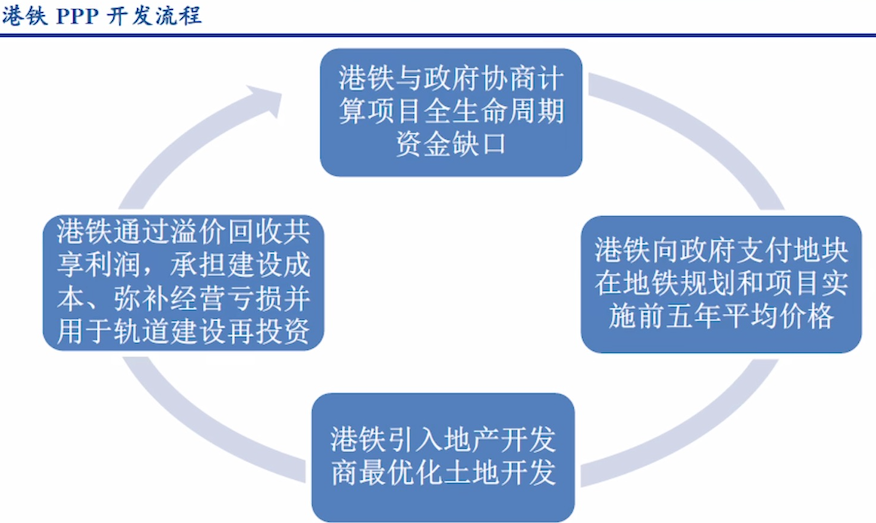 港铁 PPP 开发流程
港铁与政府协商计
算项目全生命周期
资金缺口
港铁向政府支付地块
在地铁规划和项目实
施前五年平均价格
港铁引入地产开发
商最优化土地开发
港铁通过溢价回收共
享利润，承担建设成
本、弥补经营亏损并
用于轨道建设再投资